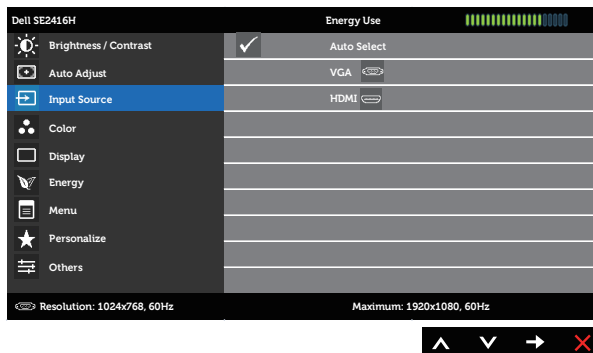 Dell SE2416H Energy Use
Brightness / Contrast Auto Select
Auto Adjust VGA
Input Source HDMI
Color
Display
Energy
Menu
Personalize
Others
Resolution: 1024x768, 60Hz Maximum: 1920x1080, 60Hz